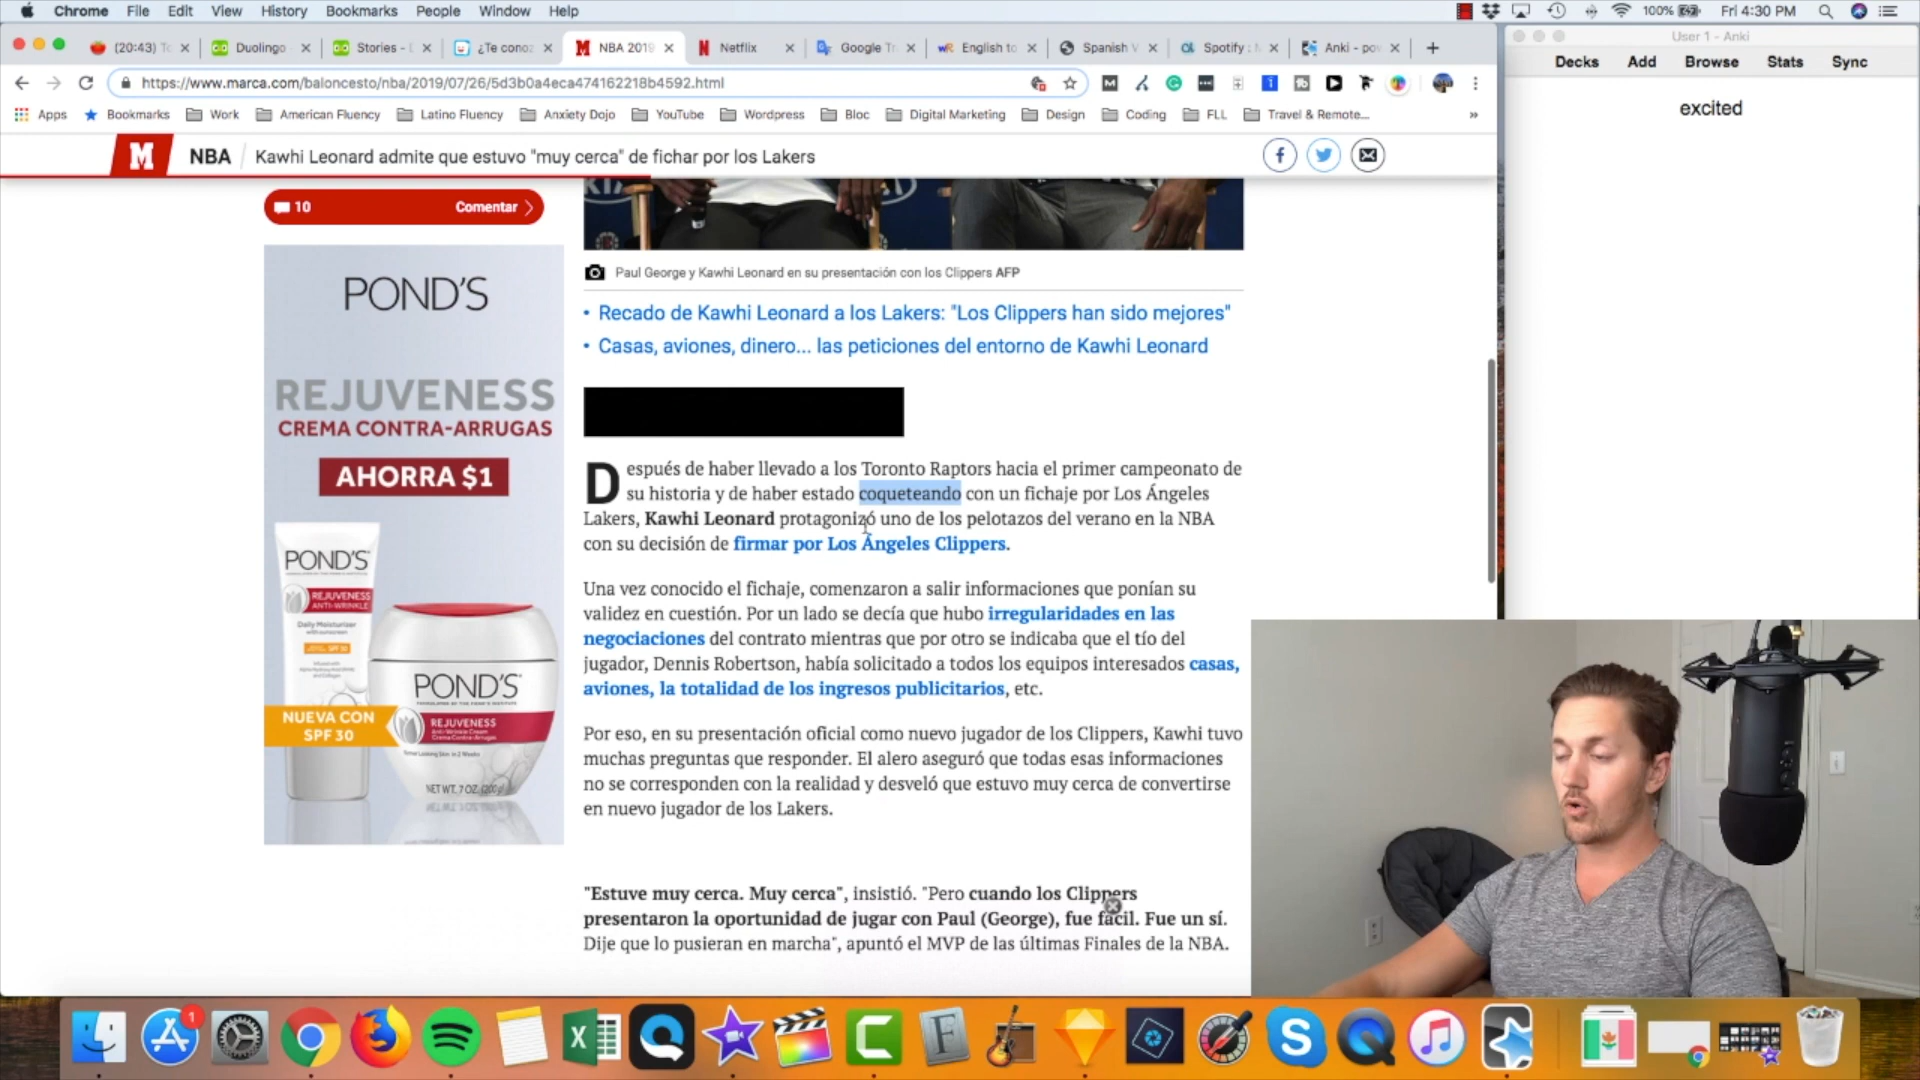 Chrome File Edit View History Bookmarks People Window Help
100% Fri 4:30 PM
(20:43) Duolingo Stories - ¿Te cono NBA 2019 Netflix Google Tr English to Spanish V Spotify : Anki - po
User 1 - Anki
https://www.marca.com/baloncesto/nba/2019/07/26/5d3b0a4eca474162218b4592.html
Decks Add Browse Stats Sync
Apps Bookmarks Work American Fluency Latino Fluency Anxiety Dojo YouTube Wordpress Bloc Digital Marketing Design Coding FLL Travel & Remote... »
excited
M NBA Kawhi Leonard admite que estuvo "muy cerca" de fichar por los Lakers
10 Comentar
Paul George y Kawhi Leonard en su presentación con los Clippers AFP
• Recado de Kawhi Leonard a los Lakers: "Los Clippers han sido mejores"
• Casas, aviones, dinero... las peticiones del entorno de Kawhi Leonard
POND'S
REJUVENESS
CREMA CONTRA-ARRUGAS
AHORRA $1
POND'S
REJUVENESS
ANTI-WRINKLE
Daily Moisturizer
POND'S
REJUVENESS
NUEVA CON
SPF 30
NET WT. 7 OZ.
Después de haber llevado a los Toronto Raptors hacia el primer campeonato de
su historia y de haber estado coqueteando con un fichaje por Los Ángeles
Lakers, Kawhi Leonard protagonizó uno de los pelotazos del verano en la NBA
con su decisión de firmar por Los Ángeles Clippers.
Una vez conocido el fichaje, comenzaron a salir informaciones que ponían su
validez en cuestión. Por un lado se decía que hubo irregularidades en las
negociaciones del contrato mientras que por otro se indicaba que el tío del
jugador, Dennis Robertson, había solicitado a todos los equipos interesados casas,
aviones, la totalidad de los ingresos publicitarios, etc.
Por eso, en su presentación oficial como nuevo jugador de los Clippers, Kawhi tuvo
muchas preguntas que responder. El alero aseguró que todas esas informaciones
no se corresponden con la realidad y desveló que estuvo muy cerca de convertirse
en nuevo jugador de los Lakers.
"Estuve muy cerca. Muy cerca", insistió. "Pero cuando los Clippers
presentaron la oportunidad de jugar con Paul (George), fue fácil. Fue un sí.
Dije que lo pusieran en marcha", apuntó el MVP de las últimas Finales de la NBA.